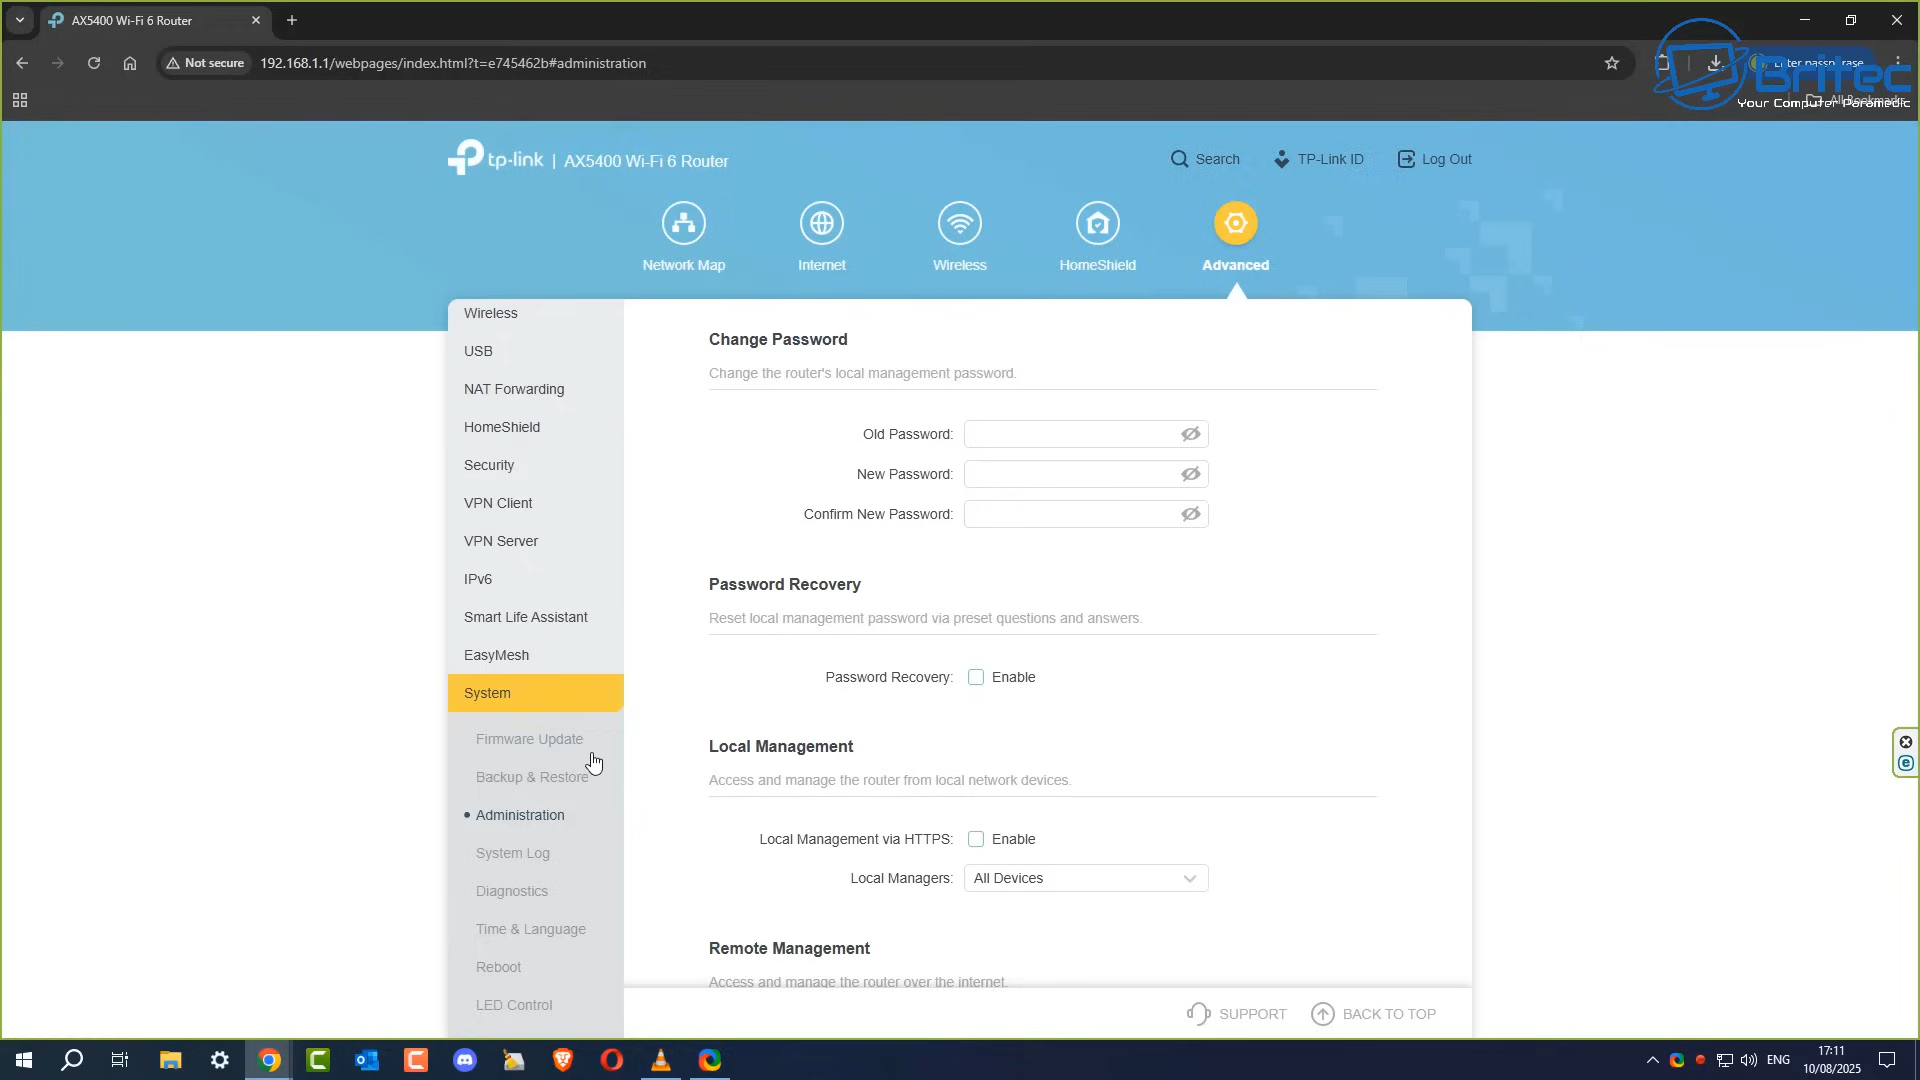 AX5400 Wi-Fi 6 Router
Not secure
192.168.1.1/webpages/index.html?t=e745462b#administration
Enter passphrase
Britec
Your Computer Paramedic
All Bookmarks
tp-link | AX5400 Wi-Fi 6 Router
Search
TP-Link ID
Log Out
Network Map
Internet
Wireless
HomeShield
Advanced
Wireless
USB
NAT Forwarding
HomeShield
Security
VPN Client
VPN Server
IPv6
Smart Life Assistant
EasyMesh
System
Firmware Update
Backup & Restore
Administration
System Log
Diagnostics
Time & Language
Reboot
LED Control
Change Password
Change the router's local management password.
Old Password:
New Password:
Confirm New Password:
Password Recovery
Reset local management password via preset questions and answers.
Password Recovery: Enable
Local Management
Access and manage the router from local network devices.
Local Management via HTTPS: Enable
Local Managers: All Devices
Remote Management
Access and manage the router over the internet.
SUPPORT
BACK TO TOP
ENG
17:11
10/08/2025